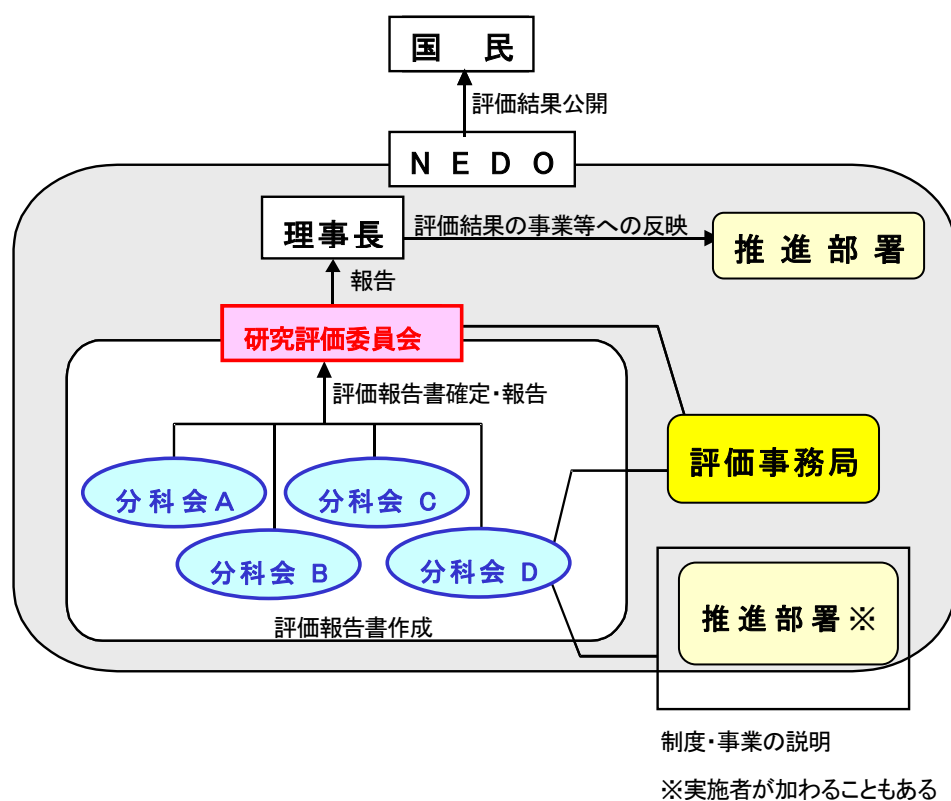 国 民
評価結果公開
N E D O
理事長
評価結果の事業等への反映
推進部署
報告
研究評価委員会
評価報告書確定・報告
評価事務局
分科会A
分科会 C
分科会 B
分科会 D
推進部署※
評価報告書作成
制度・事業の説明
※実施者が加わることもある